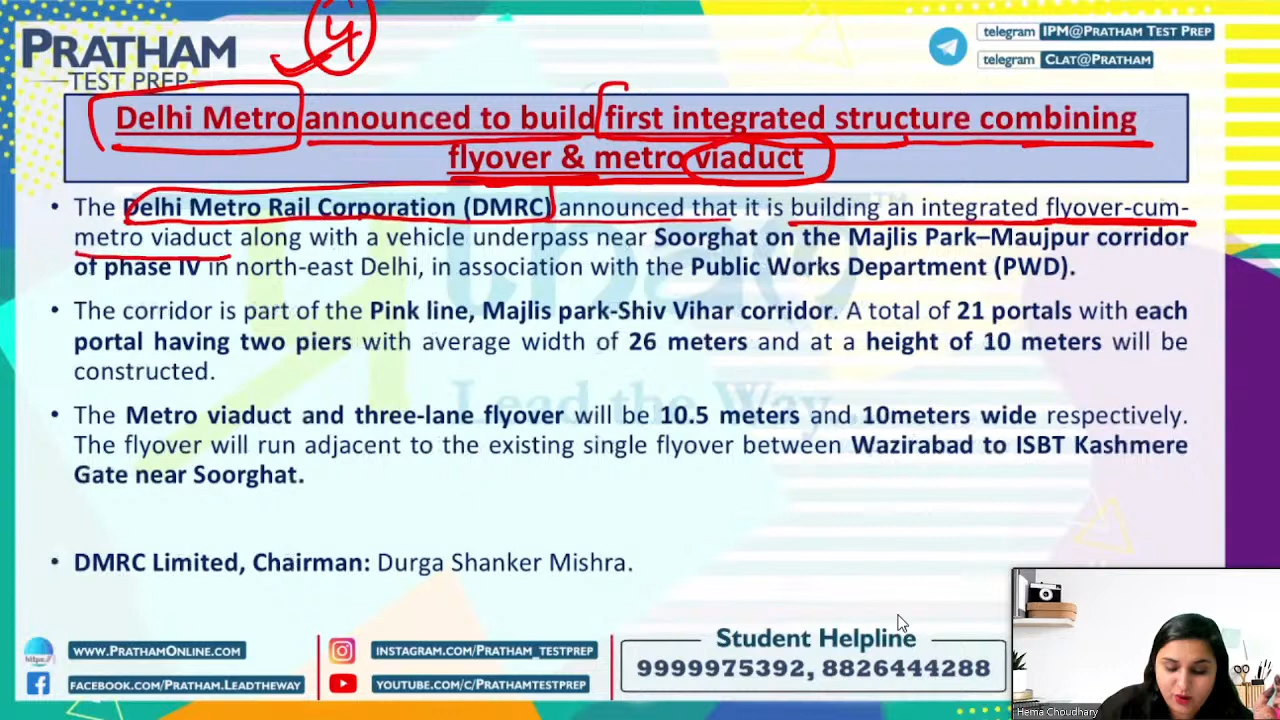 4
PRATHAM
TEST PREP
telegram IPM@PRATHAM TEST PREP
telegram CLAT@PRATHAM
Delhi Metro announced to build first integrated structure combining
flyover & metro viaduct
• The Delhi Metro Rail Corporation (DMRC) announced that it is building an integrated flyover-cum-
metro viaduct along with a vehicle underpass near Soorghat on the Majlis Park–Maujpur corridor
of phase IV in north-east Delhi, in association with the Public Works Department (PWD).
• The corridor is part of the Pink line, Majlis park-Shiv Vihar corridor. A total of 21 portals with each
portal having two piers with average width of 26 meters and at a height of 10 meters will be
constructed.
• The Metro viaduct and three-lane flyover will be 10.5 meters and 10meters wide respectively.
The flyover will run adjacent to the existing single flyover between Wazirabad to ISBT Kashmere
Gate near Soorghat.
• DMRC Limited, Chairman: Durga Shanker Mishra.
https://
WWW.PRATHAMONLINE.COM
FACEBOOK.COM/PRATHAM.LEADTHEWAY
INSTAGRAM.COM/PRATHAM_TESTPREP
YOUTUBE.COM/C/PRATHAMTESTPREP
Student Helpline
9999975392, 8826444288
Lead the Way
TM
Hema Choudhary